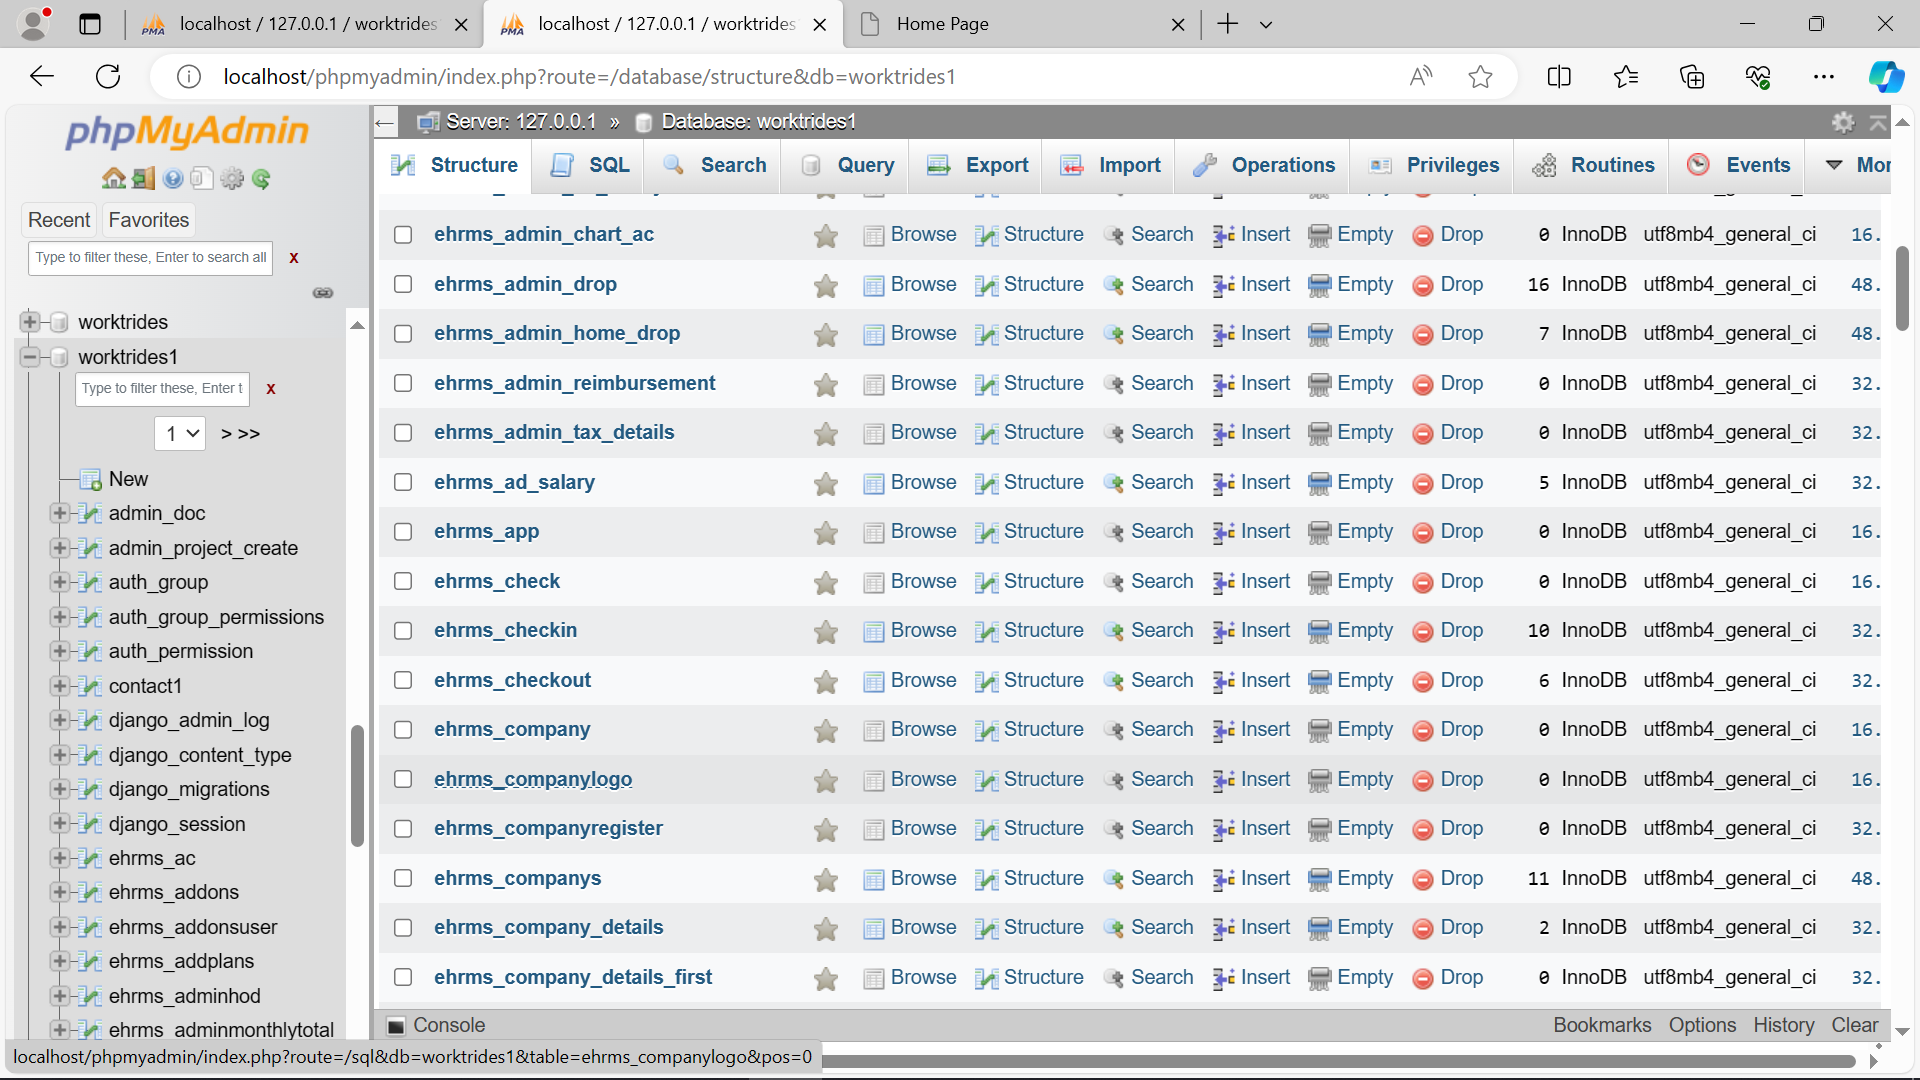 localhost / 127.0.0.1 / worktrides
localhost / 127.0.0.1 / worktrides
Home Page
localhost/phpmyadmin/index.php?route=/database/structure&db=worktrides1
phpMyAdmin
Recent Favorites
Type to filter these, Enter to search all x
worktrides
worktrides1
Type to filter these, Enter t x
1 > >>
New
admin_doc
admin_project_create
auth_group
auth_group_permissions
auth_permission
contact1
django_admin_log
django_content_type
django_migrations
django_session
ehrms_ac
ehrms_addons
ehrms_addonsuser
ehrms_addplans
ehrms_adminhod
ehrms_adminmonthlytotal
Server: 127.0.0.1 » Database: worktrides1
Structure SQL Search Query Export Import Operations Privileges Routines Events Mor
ehrms_admin_chart_ac Browse Structure Search Insert Empty Drop 0 InnoDB utf8mb4_general_ci 16.
ehrms_admin_drop Browse Structure Search Insert Empty Drop 16 InnoDB utf8mb4_general_ci 48.
ehrms_admin_home_drop Browse Structure Search Insert Empty Drop 7 InnoDB utf8mb4_general_ci 48.
ehrms_admin_reimbursement Browse Structure Search Insert Empty Drop 0 InnoDB utf8mb4_general_ci 32.
ehrms_admin_tax_details Browse Structure Search Insert Empty Drop 0 InnoDB utf8mb4_general_ci 32.
ehrms_ad_salary Browse Structure Search Insert Empty Drop 5 InnoDB utf8mb4_general_ci 32.
ehrms_app Browse Structure Search Insert Empty Drop 0 InnoDB utf8mb4_general_ci 16.
ehrms_check Browse Structure Search Insert Empty Drop 0 InnoDB utf8mb4_general_ci 16.
ehrms_checkin Browse Structure Search Insert Empty Drop 10 InnoDB utf8mb4_general_ci 32.
ehrms_checkout Browse Structure Search Insert Empty Drop 6 InnoDB utf8mb4_general_ci 32.
ehrms_company Browse Structure Search Insert Empty Drop 0 InnoDB utf8mb4_general_ci 16.
ehrms_companylogo Browse Structure Search Insert Empty Drop 0 InnoDB utf8mb4_general_ci 16.
ehrms_companyregister Browse Structure Search Insert Empty Drop 0 InnoDB utf8mb4_general_ci 32.
ehrms_companys Browse Structure Search Insert Empty Drop 11 InnoDB utf8mb4_general_ci 48.
ehrms_company_details Browse Structure Search Insert Empty Drop 2 InnoDB utf8mb4_general_ci 32.
ehrms_company_details_first Browse Structure Search Insert Empty Drop 0 InnoDB utf8mb4_general_ci 32.
Console Bookmarks Options History Clear
localhost/phpmyadmin/index.php?route=/sql&db=worktrides1&table=ehrms_companylogo&pos=0